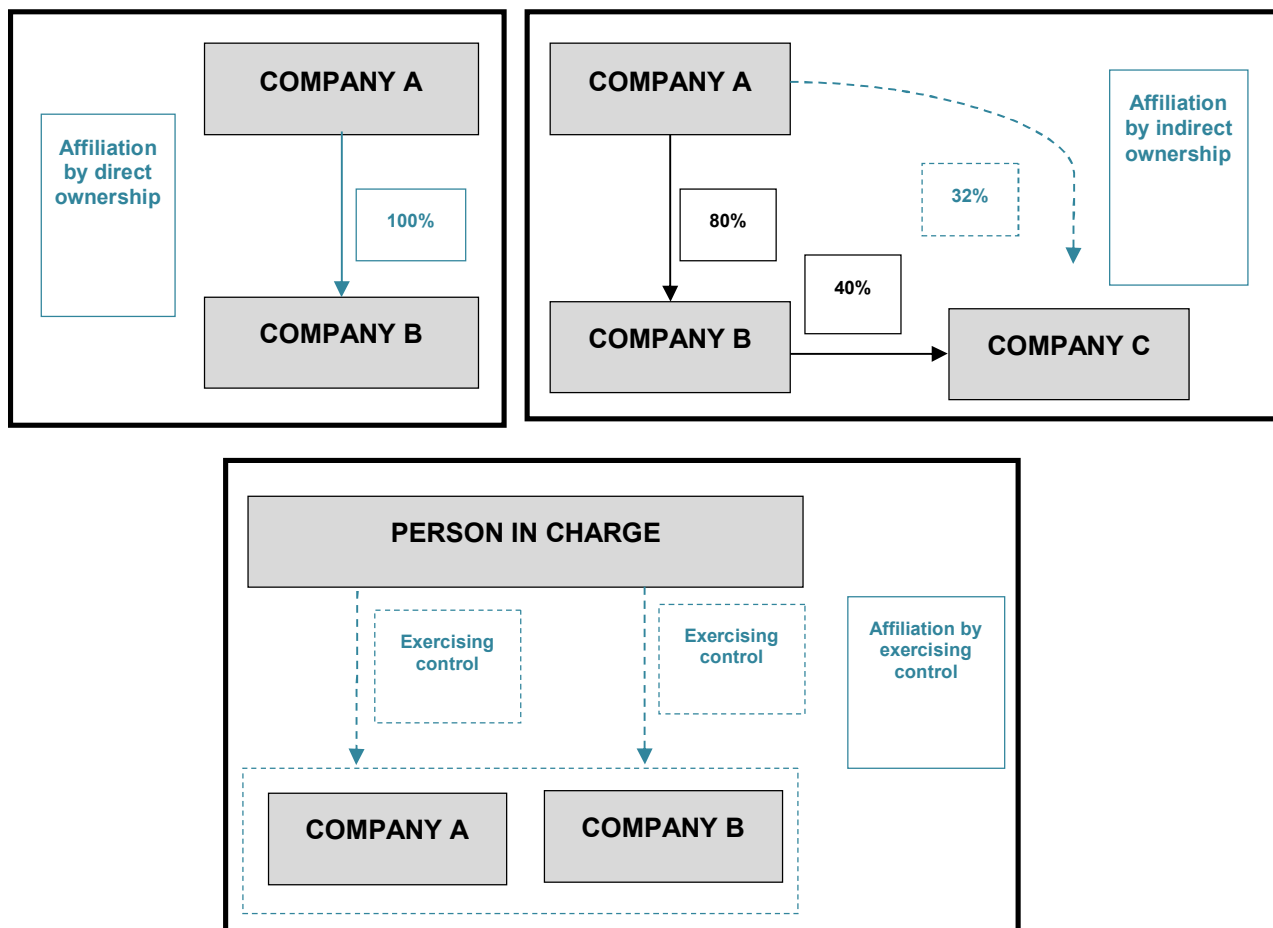 COMPANY A
Affiliation
by direct
ownership
100%
COMPANY B
COMPANY A
Affiliation
by indirect
ownership
32%
80%
40%
COMPANY B
COMPANY C
PERSON IN CHARGE
Exercising
control
Exercising
control
Affiliation by
exercising
control
COMPANY A
COMPANY B